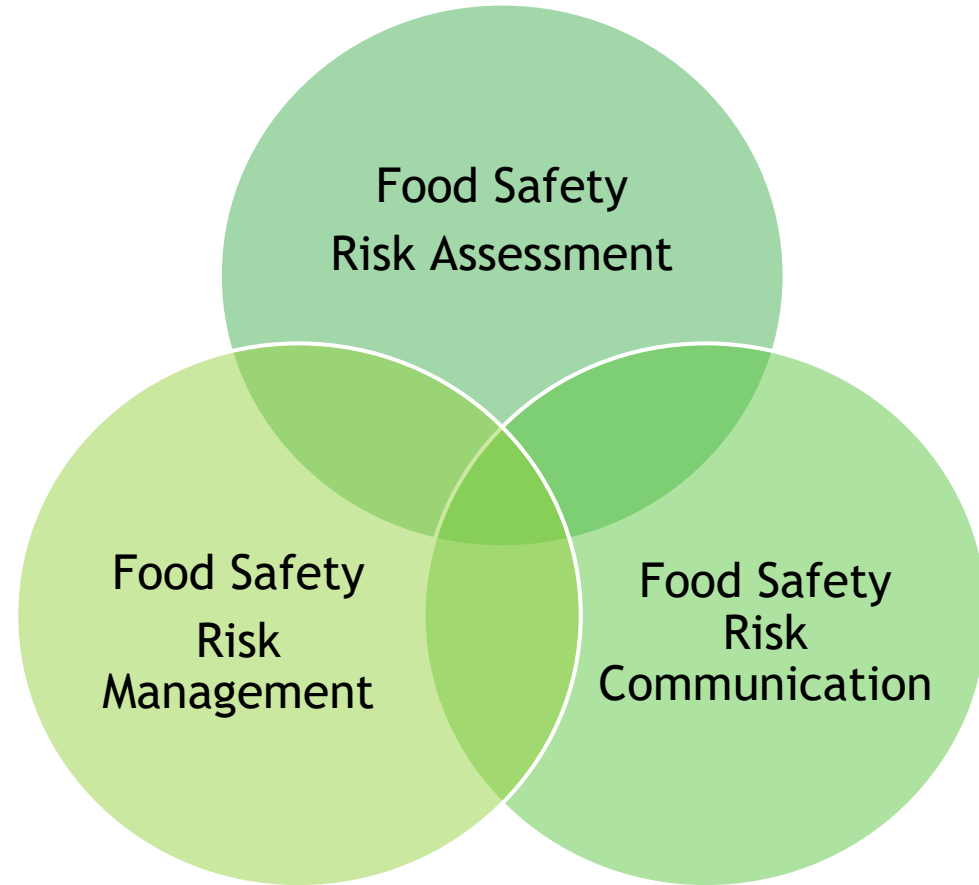 Food Safety
Risk Assessment
Food Safety
Risk
Management
Food Safety
Risk
Communication